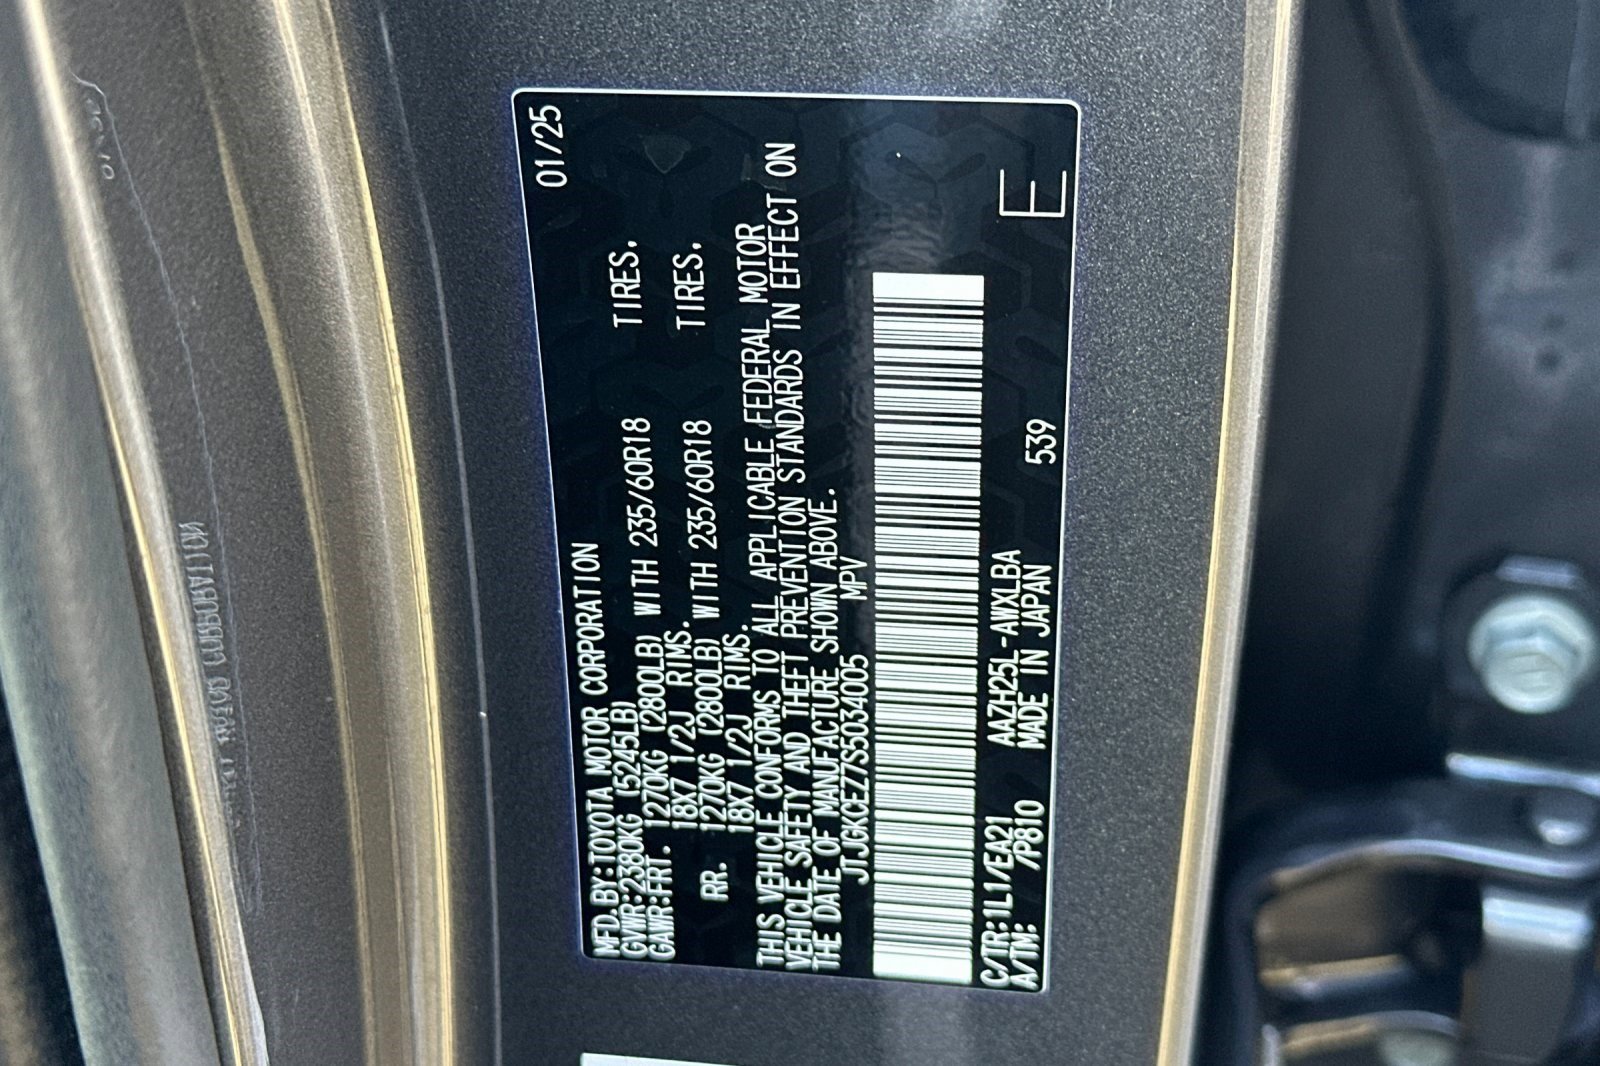 MFD.BY:TOYOTA MOTOR CORPORATION 01/25
GVWR:2380KG (5245LB)
GAWR:FRT. 1270KG (2800LB) WITH 235/60R18 TIRES.
18X7 1/2J RIMS.
RR. 1270KG (2800LB) WITH 235/60R18 TIRES.
18X7 1/2J RIMS.
THIS VEHICLE CONFORMS TO ALL APPLICABLE FEDERAL MOTOR
VEHICLE SAFETY AND THEFT PREVENTION STANDARDS IN EFFECT ON
THE DATE OF MANUFACTURE SHOWN ABOVE.
JTJGKCEZ7S5034005 MPV
C/TR:1L1/EA21 AAZH25L-AWXLBA
A/TM: /P810 MADE IN JAPAN 539 E